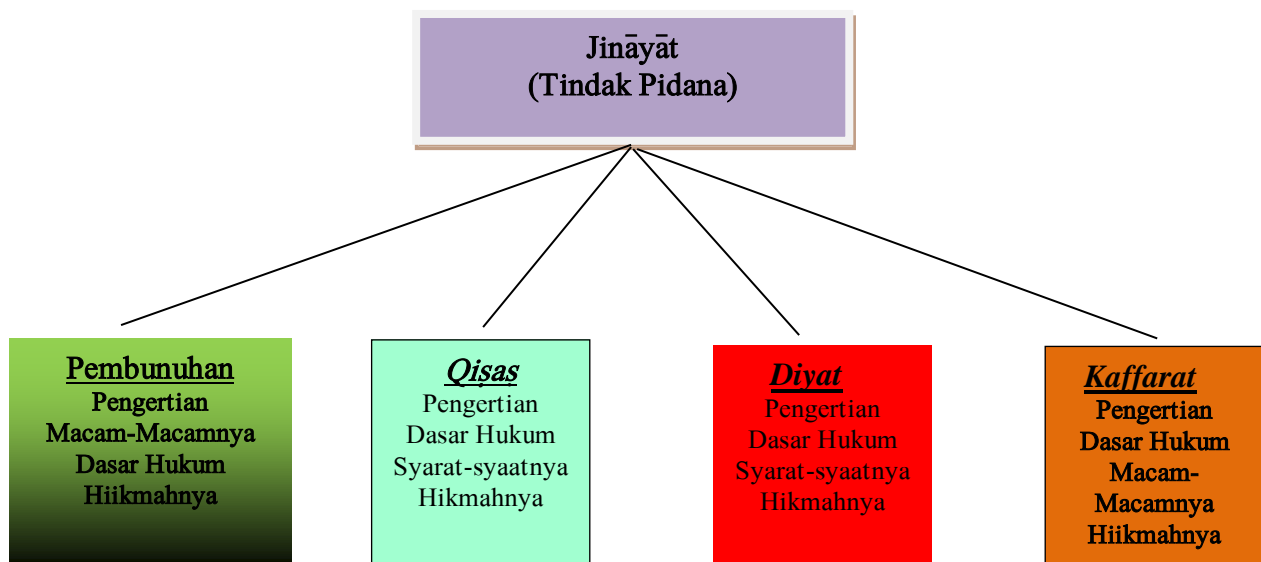 Jināyāt
(Tindak Pidana)
Pembunuhan
Pengertian
Macam-Macamnya
Dasar Hukum
Hiikmahnya
Qiṣaṣ
Pengertian
Dasar Hukum
Syarat-syaatnya
Hikmahnya
Diyat
Pengertian
Dasar Hukum
Syarat-syaatnya
Hikmahnya
Kaffarat
Pengertian
Dasar Hukum
Macam-
Macamnya
Hiikmahnya